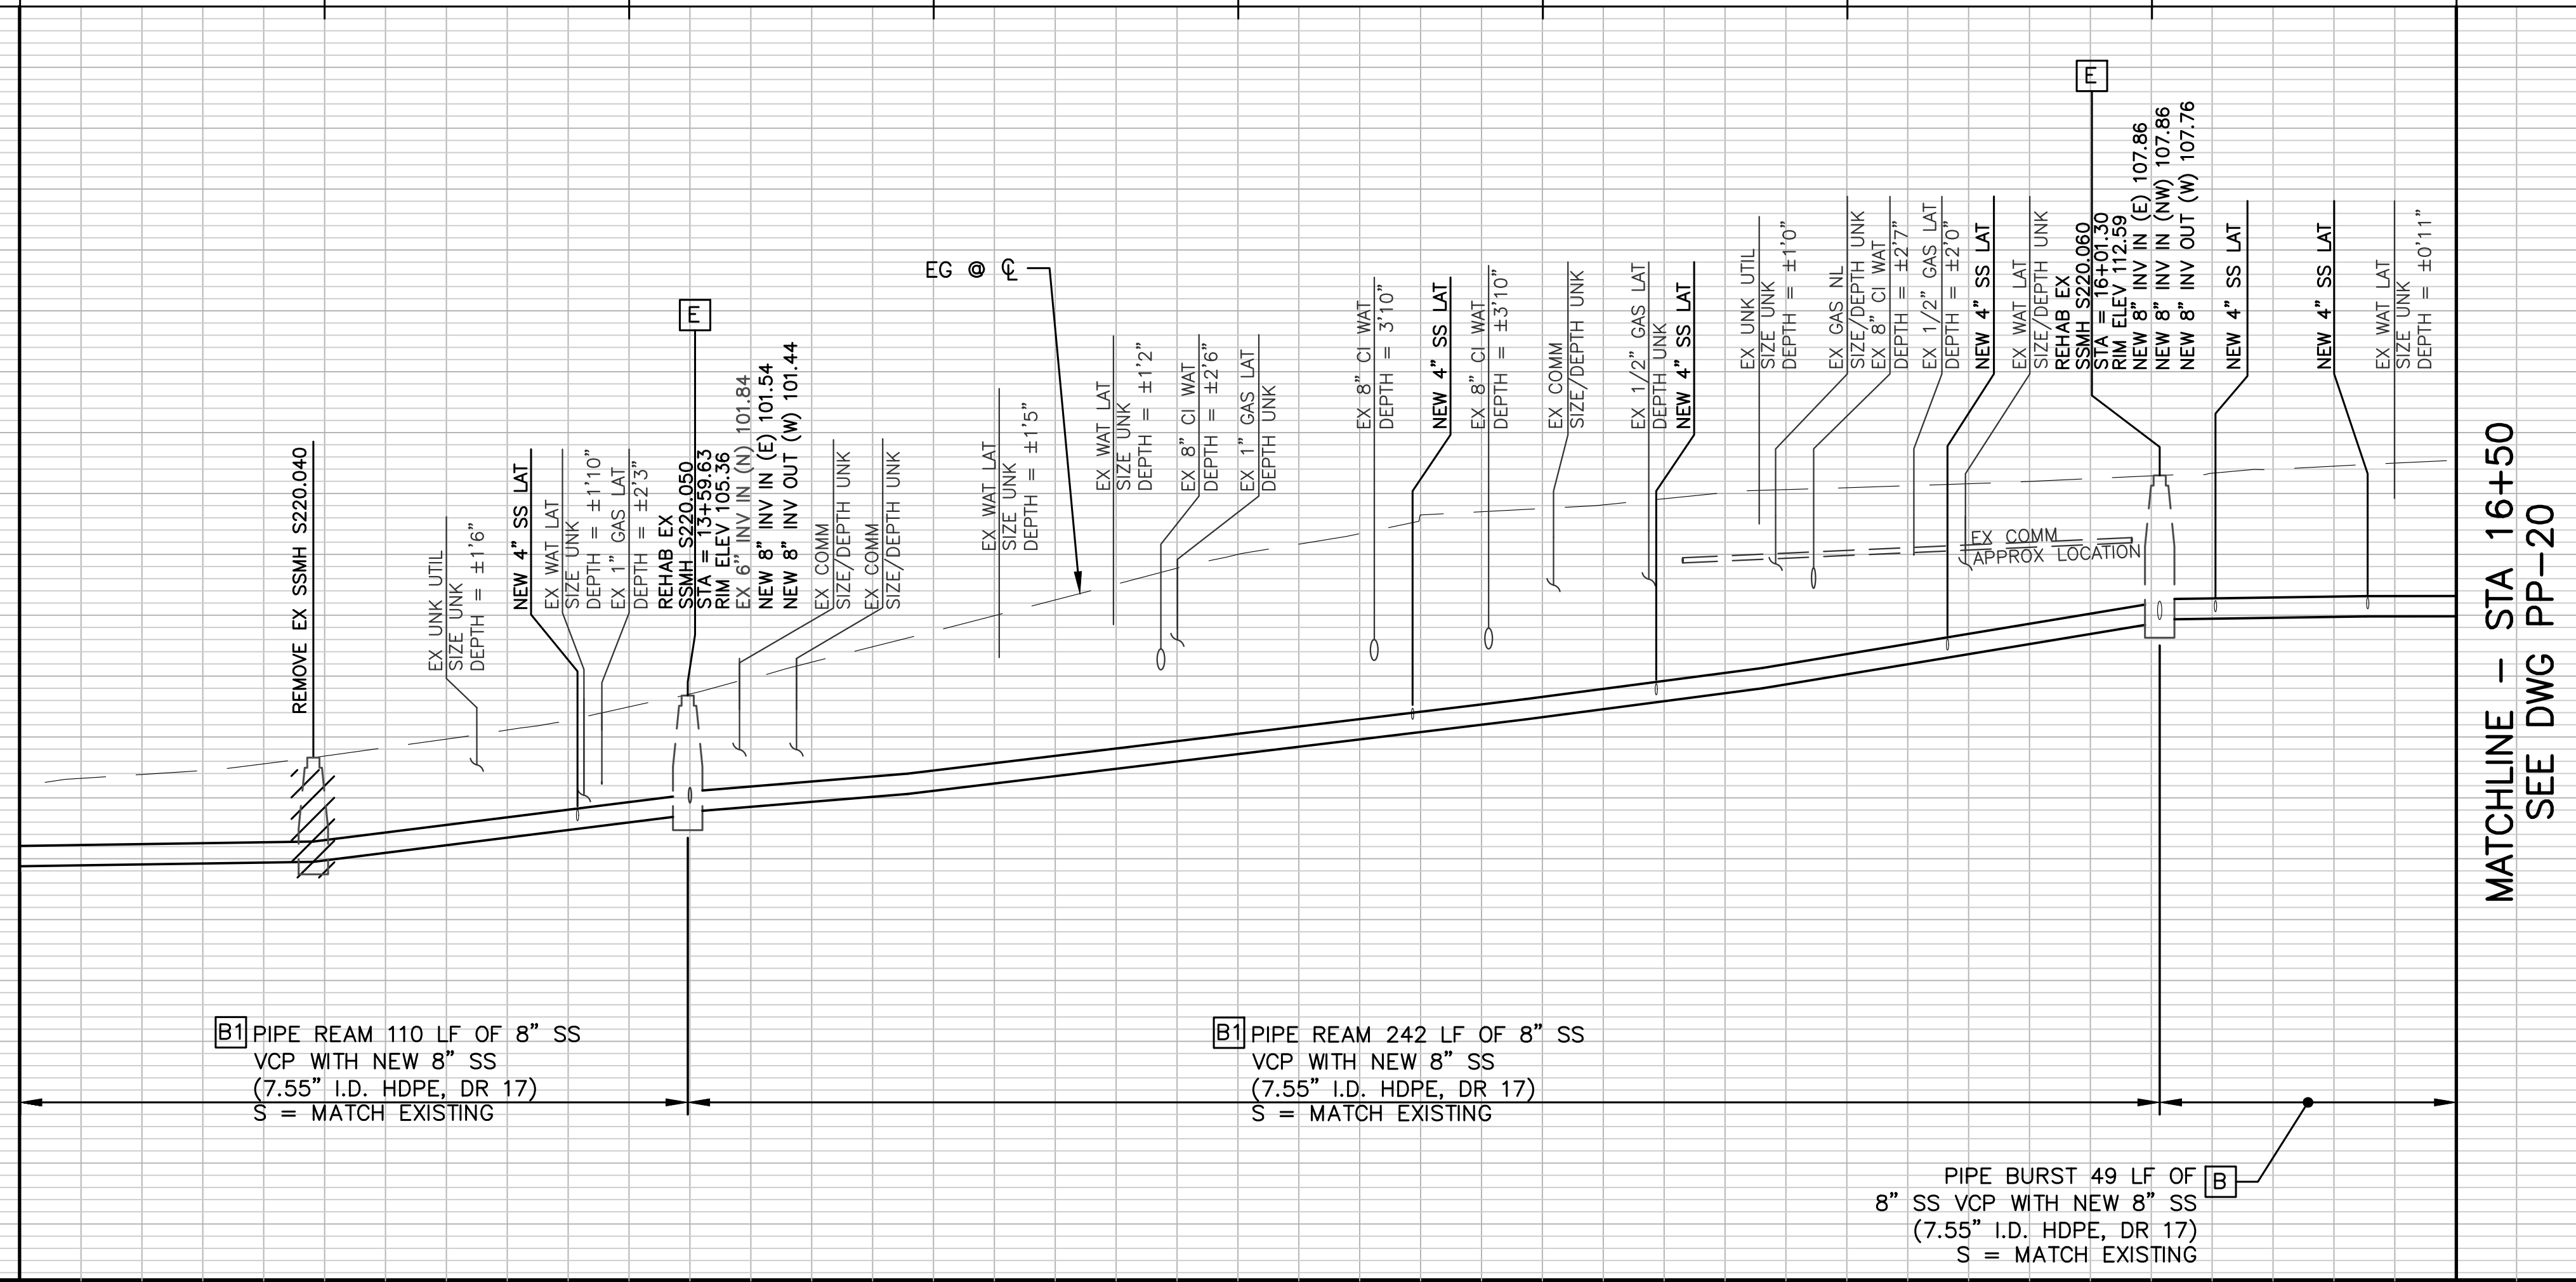 REMOVE EX SSMH S220.040
EX UNK UTIL
SIZE UNK
DEPTH = ±1'6"
NEW 4" SS LAT
EX WAT LAT
SIZE UNK
DEPTH = ±1'10"
EX 1" GAS LAT
DEPTH = ±2'3"
E
REHAB EX
SSMH S220.050
STA = 13+59.63
RIM ELEV 105.36
EX 6" INV IN (N) 101.84
NEW 8" INV IN (E) 101.54
NEW 8" INV OUT (W) 101.44
EX COMM
SIZE/DEPTH UNK
EX COMM
SIZE/DEPTH UNK
EG @ ℄
EX WAT LAT
SIZE UNK
DEPTH = ±1'5"
EX WAT LAT
SIZE UNK
DEPTH = ±1'2"
EX 8" CI WAT
DEPTH = ±2'6"
EX 1" GAS LAT
DEPTH UNK
EX 8" CI WAT
DEPTH = 3'10"
NEW 4" SS LAT
EX 8" CI WAT
DEPTH = ±3'10"
EX COMM
SIZE/DEPTH UNK
EX 1/2" GAS LAT
DEPTH UNK
NEW 4" SS LAT
EX UNK UTIL
SIZE UNK
DEPTH = ±1'0"
EX GAS NL
SIZE/DEPTH UNK
EX 8" CI WAT
DEPTH = ±2'7"
EX 1/2" GAS LAT
DEPTH = ±2'0"
NEW 4" SS LAT
EX WAT LAT
SIZE/DEPTH UNK
E
REHAB EX
SSMH S220.060
STA = 16+01.30
RIM ELEV 112.59
NEW 8" INV IN (E) 107.86
NEW 8" INV IN (NW) 107.86
NEW 8" INV OUT (W) 107.76
NEW 4" SS LAT
NEW 4" SS LAT
EX WAT LAT
SIZE UNK
DEPTH = ±0'11"
EX COMM
APPROX LOCATION
MATCHLINE - STA 16+50
SEE DWG PP-20
B1 PIPE REAM 110 LF OF 8" SS
VCP WITH NEW 8" SS
(7.55" I.D. HDPE, DR 17)
S = MATCH EXISTING
B1 PIPE REAM 242 LF OF 8" SS
VCP WITH NEW 8" SS
(7.55" I.D. HDPE, DR 17)
S = MATCH EXISTING
PIPE BURST 49 LF OF B
8" SS VCP WITH NEW 8" SS
(7.55" I.D. HDPE, DR 17)
S = MATCH EXISTING